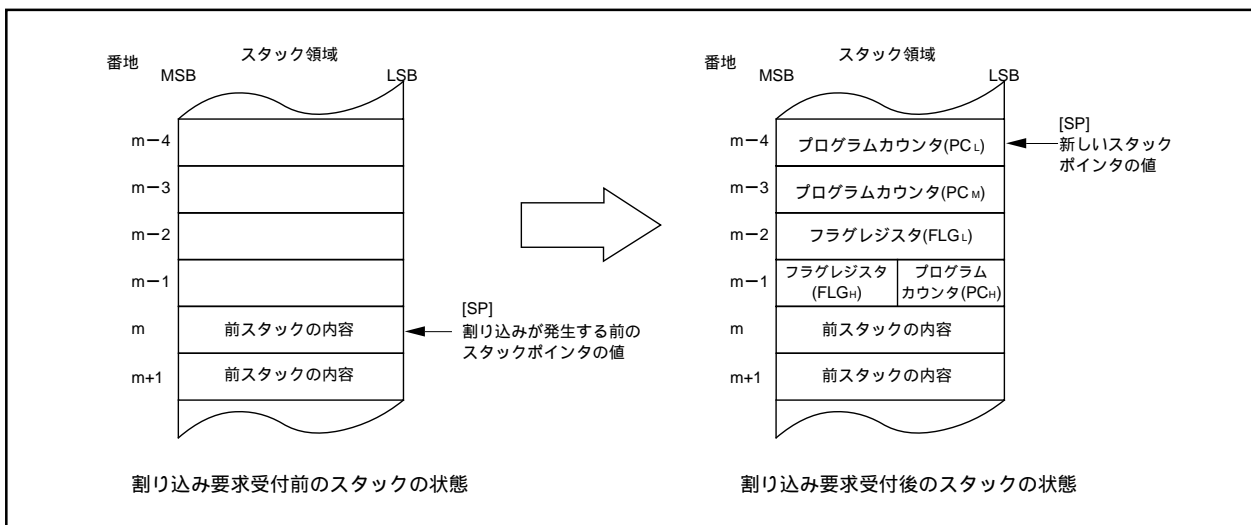 スタック領域
番地
MSB
LSB
m－4
m－3
m－2
m－1
m
前スタックの内容
m+1
前スタックの内容
[SP]
割り込みが発生する前の
スタックポインタの値
割り込み要求受付前のスタックの状態
スタック領域
番地
MSB
LSB
m－4
プログラムカウンタ(PCL)
[SP]
新しいスタック
ポインタの値
m－3
プログラムカウンタ(PCM)
m－2
フラグレジスタ(FLGL)
m－1
フラグレジスタ
(FLGH)
プログラム
カウンタ(PCH)
m
前スタックの内容
m+1
前スタックの内容
割り込み要求受付後のスタックの状態